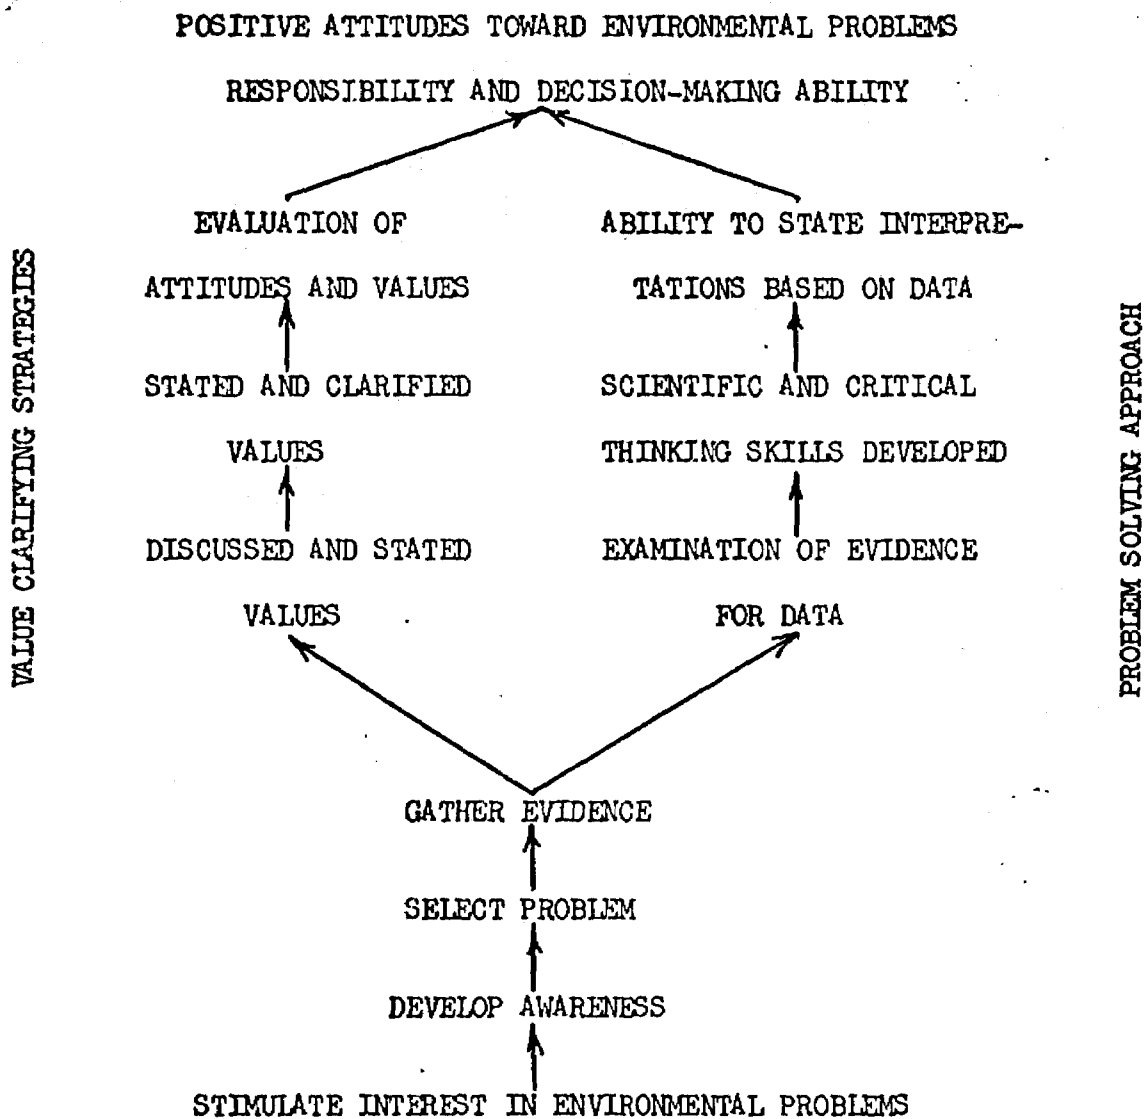 POSITIVE ATTITUDES TOWARD ENVIRONMENTAL PROBLEMS
RESPONSIBILITY AND DECISION-MAKING ABILITY
EVALUATION OF
ATTITUDES AND VALUES
STATED AND CLARIFIED
VALUES
DISCUSSED AND STATED
VALUES
ABILITY TO STATE INTERPRE-
TATIONS BASED ON DATA
SCIENTIFIC AND CRITICAL
THINKING SKILLS DEVELOPED
EXAMINATION OF EVIDENCE
FOR DATA
VALUE CLARIFYING STRATEGIES
PROBLEM SOLVING APPROACH
GATHER EVIDENCE
SELECT PROBLEM
DEVELOP AWARENESS
STIMULATE INTEREST IN ENVIRONMENTAL PROBLEMS